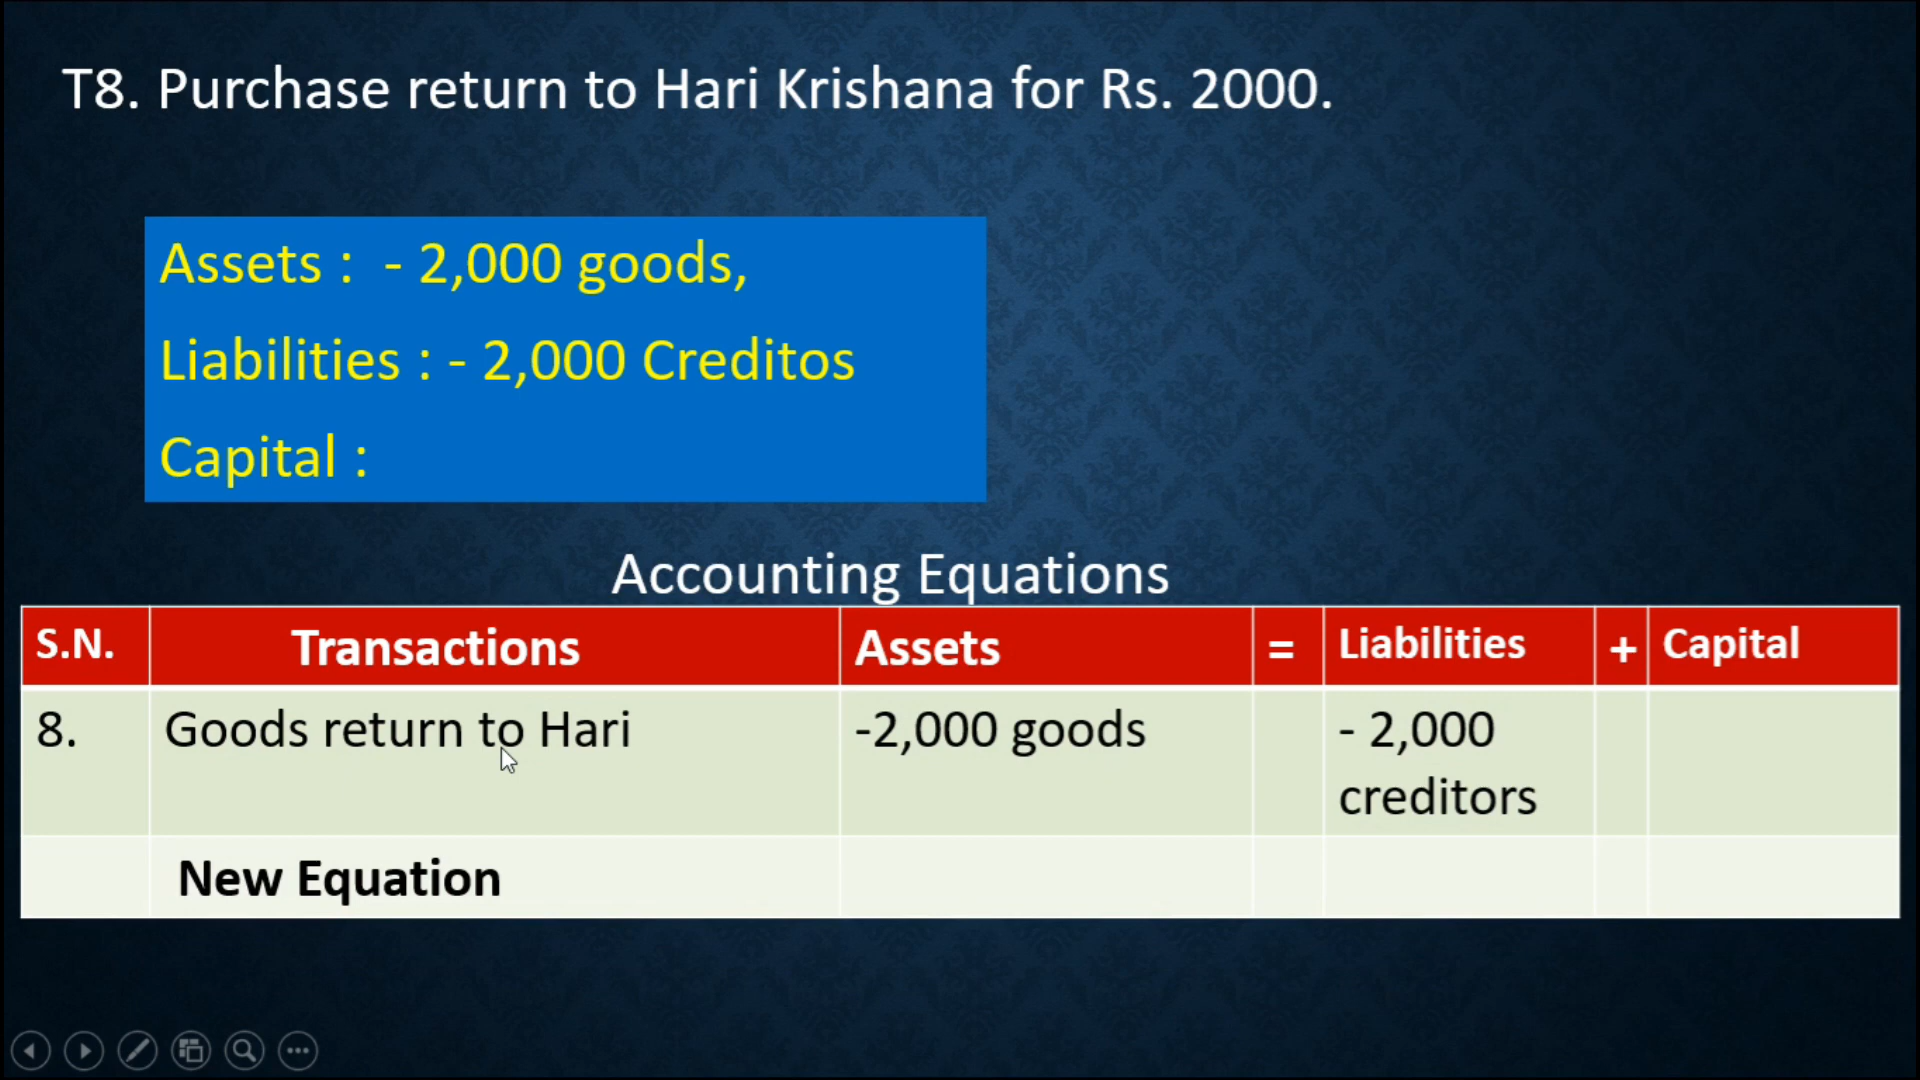 T8. Purchase return to Hari Krishana for Rs. 2000.
Assets :  - 2,000 goods,
Liabilities : - 2,000 Creditos
Capital :
Accounting Equations
S.N. Transactions Assets = Liabilities + Capital
8. Goods return to Hari -2,000 goods - 2,000
creditors
New Equation